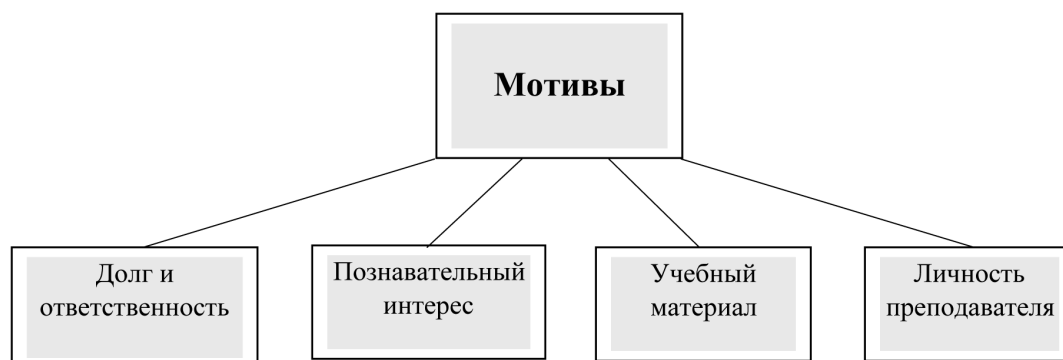 Мотивы
Долг и
ответственность
Познавательный
интерес
Учебный
материал
Личность
преподавателя